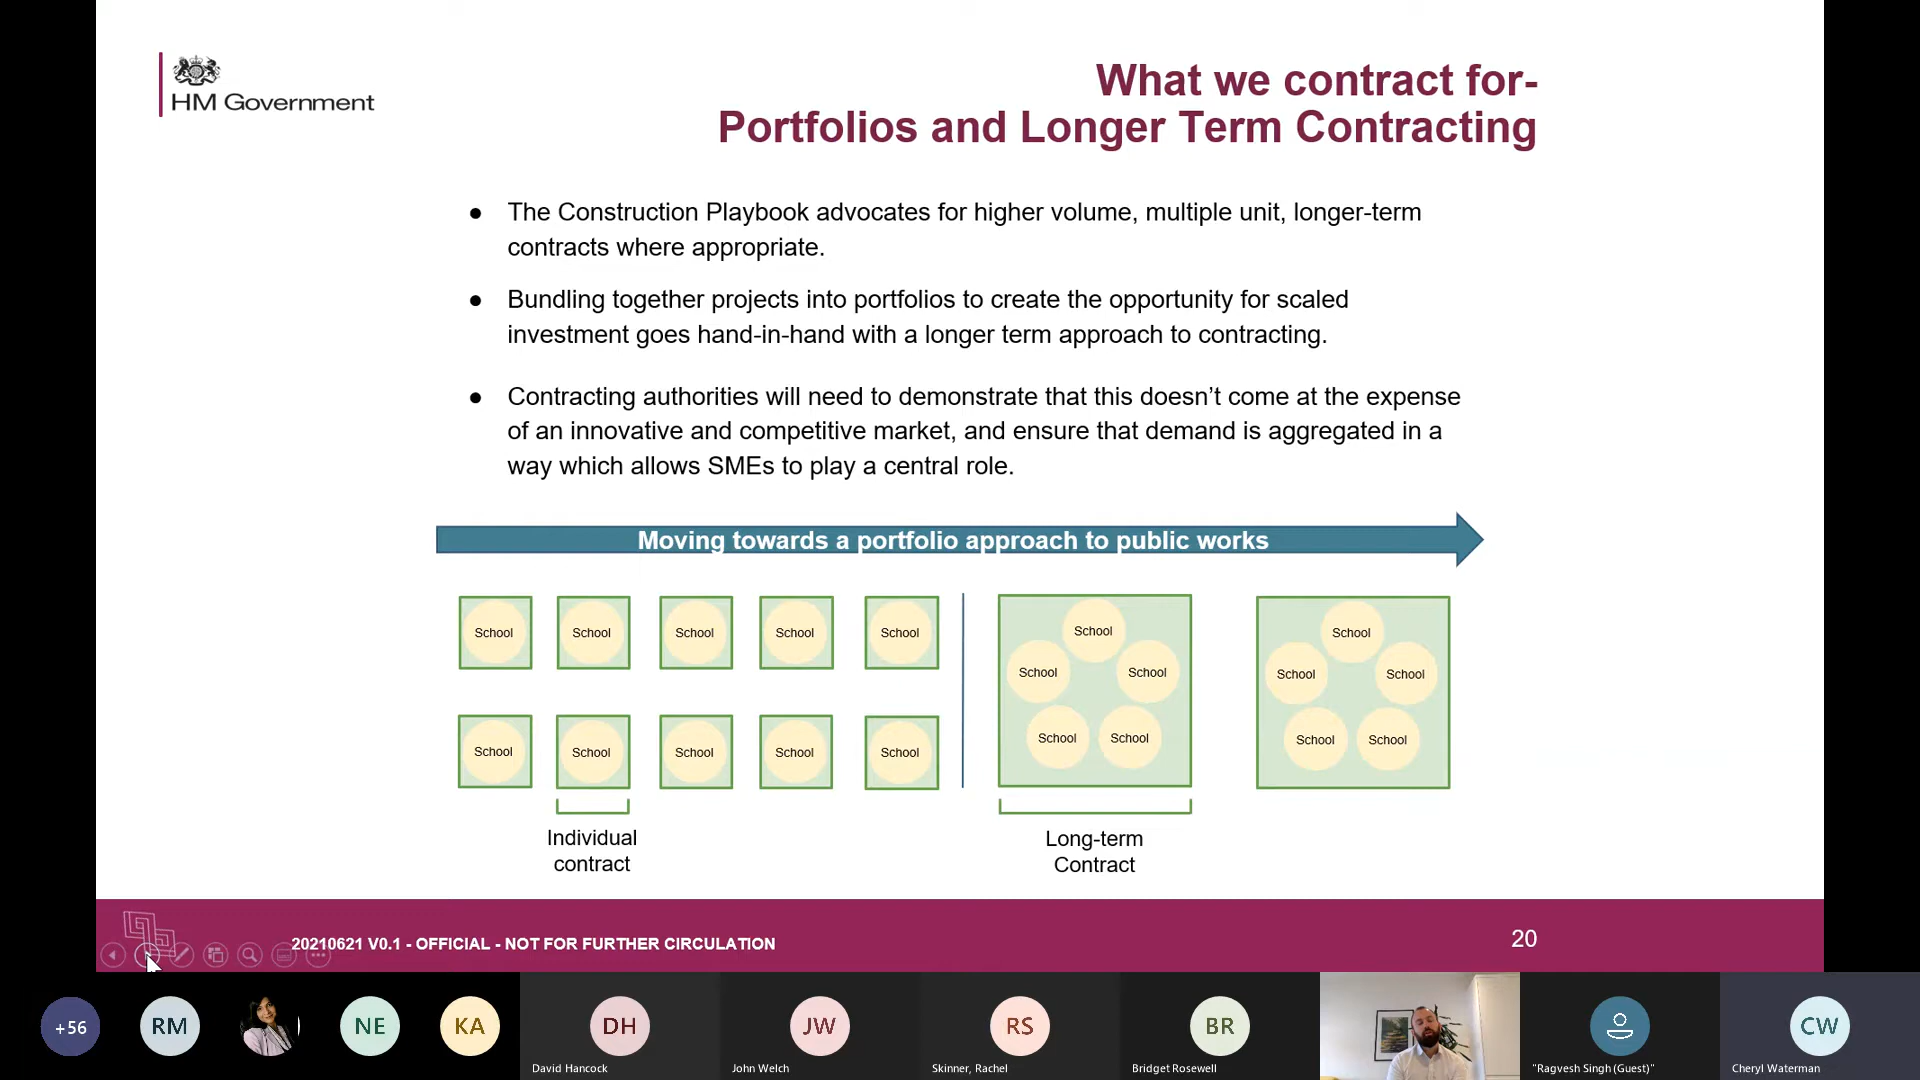 HM Government
What we contract for-
Portfolios and Longer Term Contracting
● The Construction Playbook advocates for higher volume, multiple unit, longer-term
contracts where appropriate.
● Bundling together projects into portfolios to create the opportunity for scaled
investment goes hand-in-hand with a longer term approach to contracting.
● Contracting authorities will need to demonstrate that this doesn’t come at the expense
of an innovative and competitive market, and ensure that demand is aggregated in a
way which allows SMEs to play a central role.
Moving towards a portfolio approach to public works
School School School School School
School School School School School
Individual
contract
School
School School
School School
Long-term
Contract
School
School School
School School
20210621 V0.1 - OFFICIAL - NOT FOR FURTHER CIRCULATION
20
+56
RM
NE
KA
DH
David Hancock
JW
John Welch
RS
Skinner, Rachel
BR
Bridget Rosewell
"Ragvesh Singh (Guest)"
CW
Cheryl Waterman